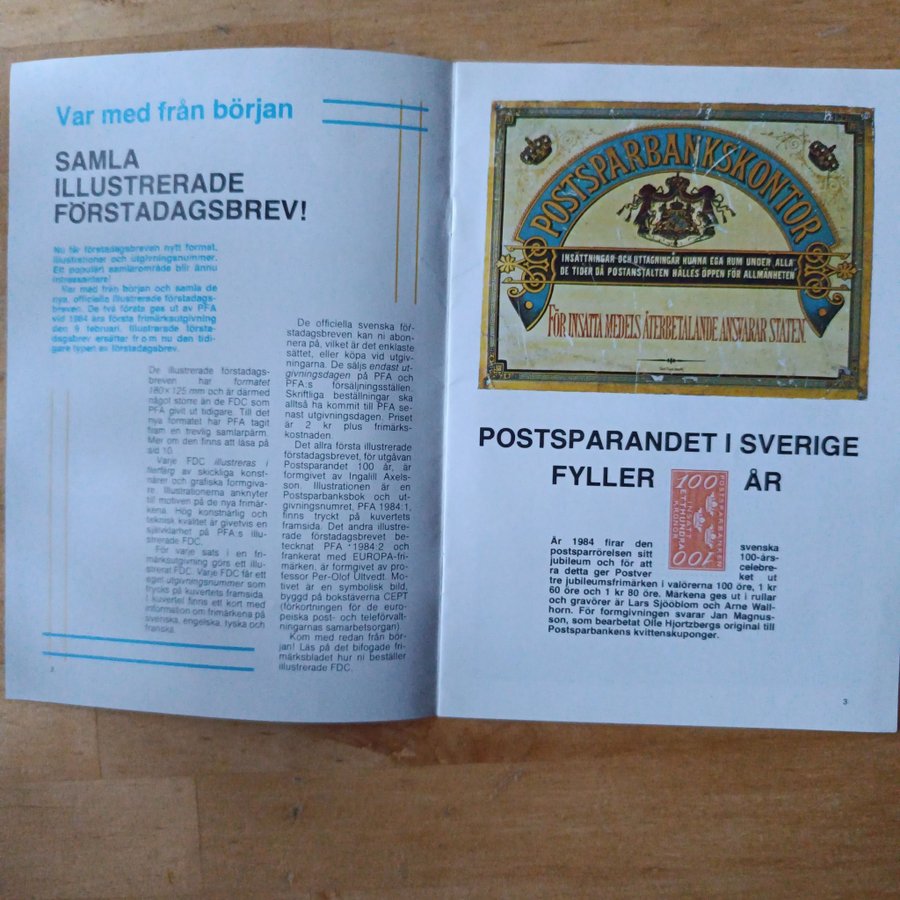 Var med från början
SAMLA
ILLUSTRERADE
FÖRSTADAGSBREV!
Nu får förstadagsbreven nytt format,
illustrationer och utgivningsnummer.
Ett populärt samlarområde blir ännu
intressantare!
Var med från början och samla de
nya, officiella illustrerade förstadags-
breven. De två första ges ut av PFA
vid 1984 års första frimärksutgivning
den 9 februari. Illustrerade första-
dagsbrev ersätter from nu den tidi-
gare typen av förstadagsbrev.
De illustrerade förstadags-
breven har formatet
180×125 mm och är därmed
något större än de FDC som
PFA givit ut tidigare. Till det
nya formatet har PFA tagit
fram en trevlig samlarpärm.
Mer om den finns att läsa på
sid 10.
Varje FDC illustreras i
flerfärg av skickliga konst-
närer och grafiska formgiva-
re. Illustrationerna anknyter
till motiven på de nya frimär-
kena. Hög konstnärlig och
teknisk kvalitet är givetvis en
självklarhet på PFA:s illu-
strerade FDC.
För varje sats i en fri-
märksutgivning görs ett illu-
strerat FDC. Varje FDC får ett
eget utgivningsnummer som
trycks på kuvertets framsida.
I kuvertet finns ett kort med
information om frimärkena på
svenska, engelska, tyska och
franska.
De officiella svenska för-
stadagsbreven kan ni abon-
nera på, vilket är det enklaste
sättet, eller köpa vid utgiv-
ningarna. De säljs endast ut-
givningsdagen på PFA och
PFA:s försäljningsställen.
Skriftliga beställningar ska
alltså ha kommit till PFA se-
nast utgivningsdagen. Priset
är 2 kr plus frimärks-
kostnaden.
Det allra första illustrerade
förstadagsbrevet, för utgåvan
Postsparandet 100 år, är
formgivet av Ingalill Axels-
son. Illustrationen är en
Postsparbanksbok och ut-
givningsnumret, PFA 1984:1,
finns tryckt på kuvertets
framsida. Det andra illustre-
rade förstadagsbrevet be-
tecknat PFA 1984:2 och
frankerat med EUROPA-fri-
märken, är formgivet av pro-
fessor Per-Olof Ultvedt. Mo-
tivet är en symbolisk bild,
byggd på bokstäverna CEPT
(förkortningen för de euro-
peiska post- och televerkför-
ningarnas samarbetsorgan).
Kom med redan från bör-
jan! Läs på det bifogade fri-
märksbladet hur ni beställer
illustrerade FDC.
POSTSPARBANKSKONTOR
INSÄTTNINGAR OCH UTTAGNINGAR KUNNA EGA RUM UNDER ALLA
DE TIDER DÅ POSTANSTALTEN HÅLLES ÖPPEN FÖR ALLMÄNHETEN
FÖR INSATTA MEDELS ÅTERBETALANDE ANSVARAR STATEN.
POSTSPARANDET I SVERIGE
FYLLER ÅR
100
POSTSPARBANKEN
INSATT
ETTHUNDRA
KRONOR
100
År 1984 firar den svenska
postsparrörelsen sitt 100-års-
jubileum och för att celebre-
ra detta ger Postver ket ut
tre jubileumsfrimärken i valörerna 100 öre, 1 kr
60 öre och 1 kr 80 öre. Märkena ges ut i rullar
och gravörer är Lars Sjööblom och Arne Wall-
horn. För formgivningen svarar Jan Magnus-
son, som bearbetat Olle Hjortzbergs original till
Postsparbankens kvittenskuponger.
3